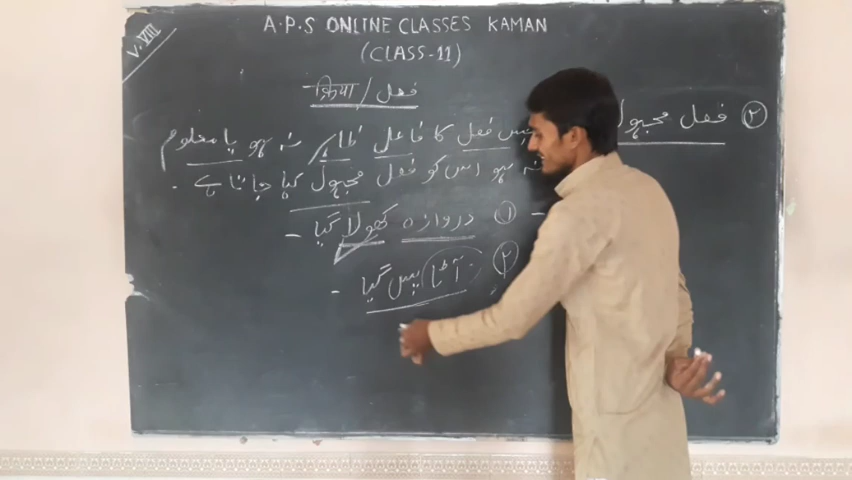 V.VIII
A.P.S ONLINE CLASSES KAMAN
(CLASS-11)
क्रिया / فعل
② فعل مجہول جس فعل کا فاعل ظاہر نہ ہو یا معلوم
نہ ہو اس کو فعل مجہول کہا جاتا ہے ۔
① دروازہ کھولا گیا ۔
② آٹا پیس گیا ۔